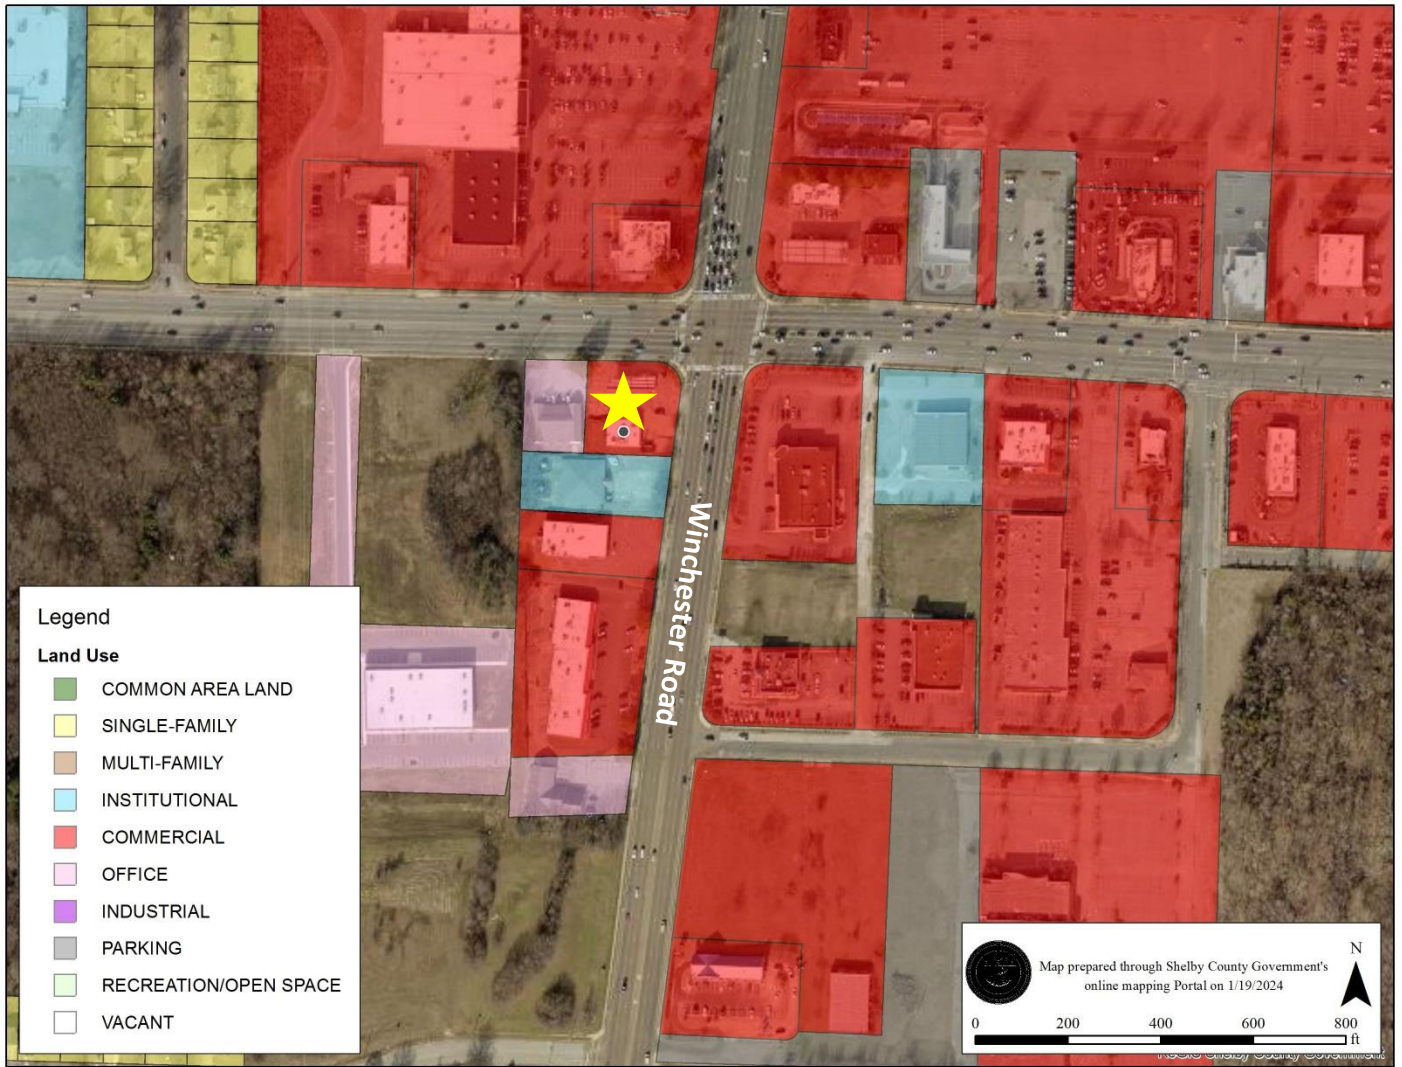 Winchester Road
Legend
Land Use
COMMON AREA LAND
SINGLE-FAMILY
MULTI-FAMILY
INSTITUTIONAL
COMMERCIAL
OFFICE
INDUSTRIAL
PARKING
RECREATION/OPEN SPACE
VACANT
Map prepared through Shelby County Government's
online mapping Portal on 1/19/2024
N
0 200 400 600 800
ft